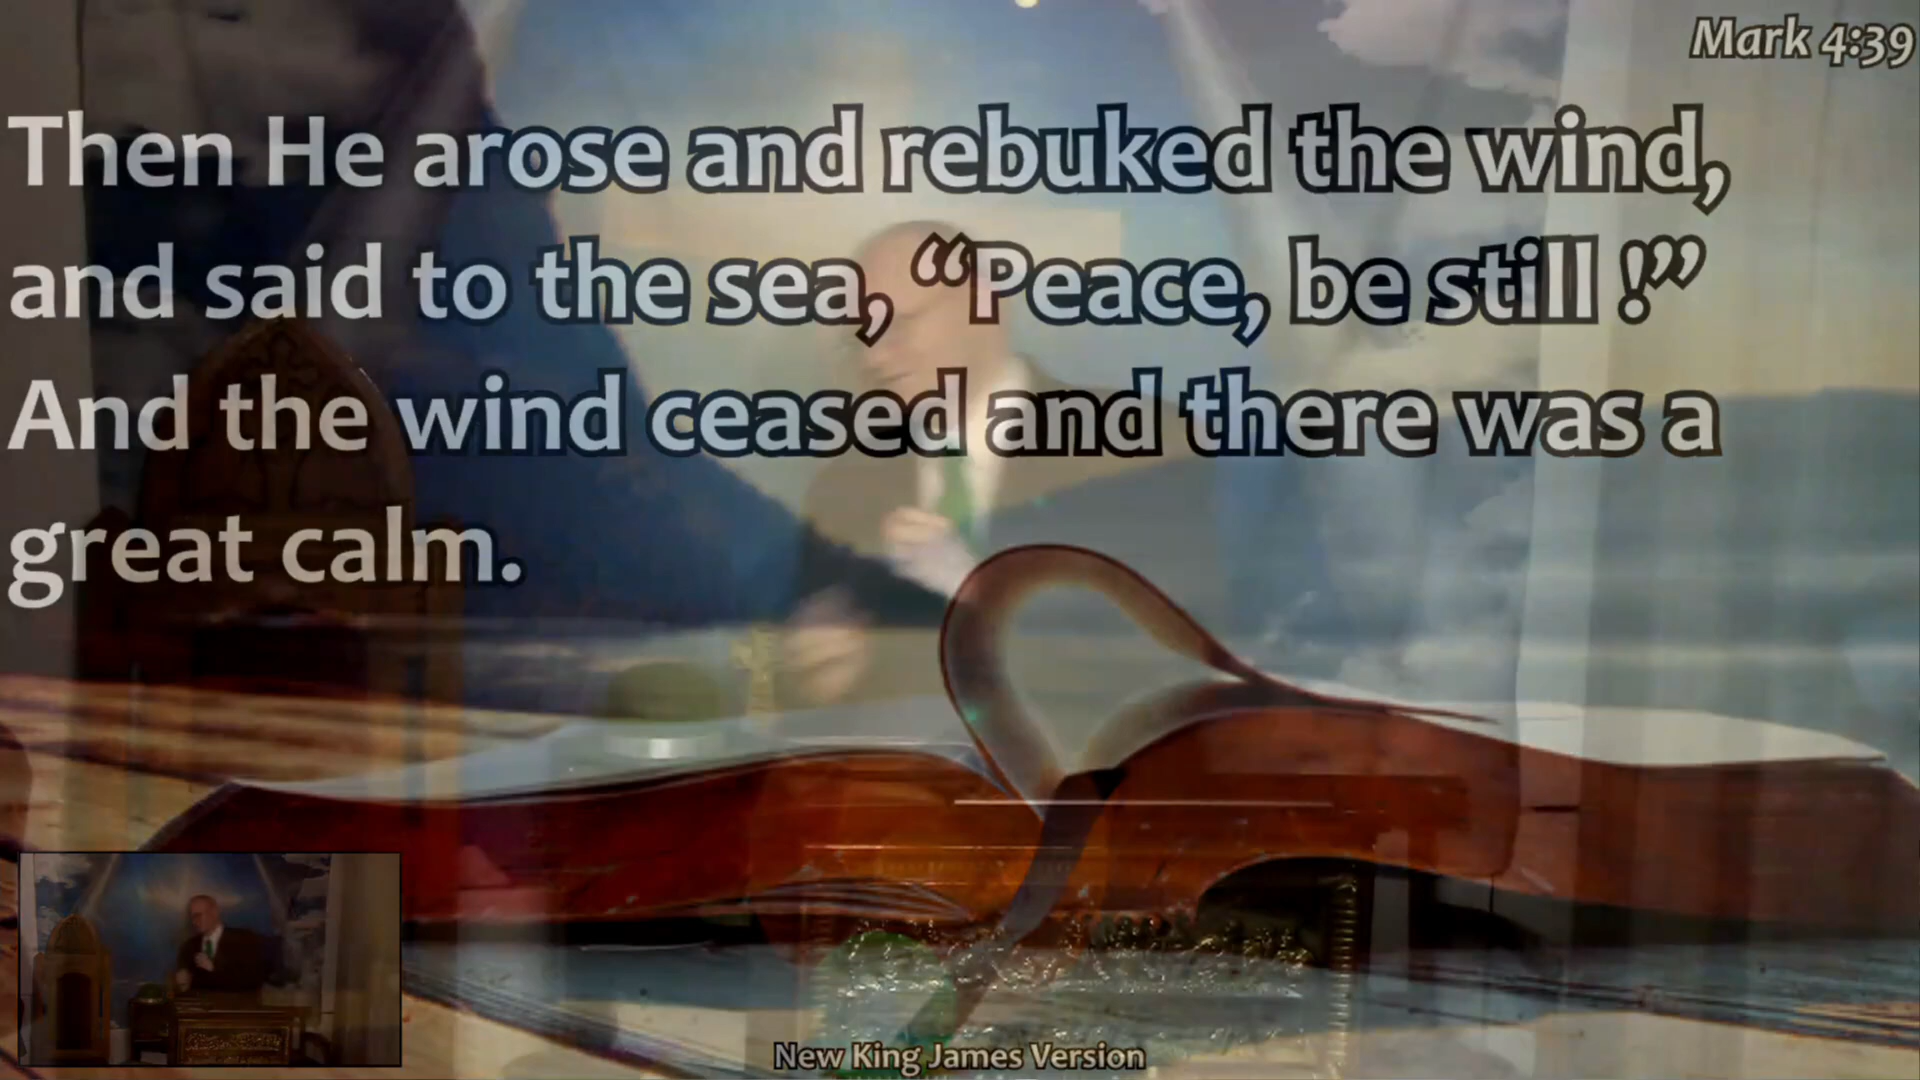 Mark 4:39
Then He arose and rebuked the wind,
and said to the sea, “Peace, be still !”
And the wind ceased and there was a
great calm.
New King James Version